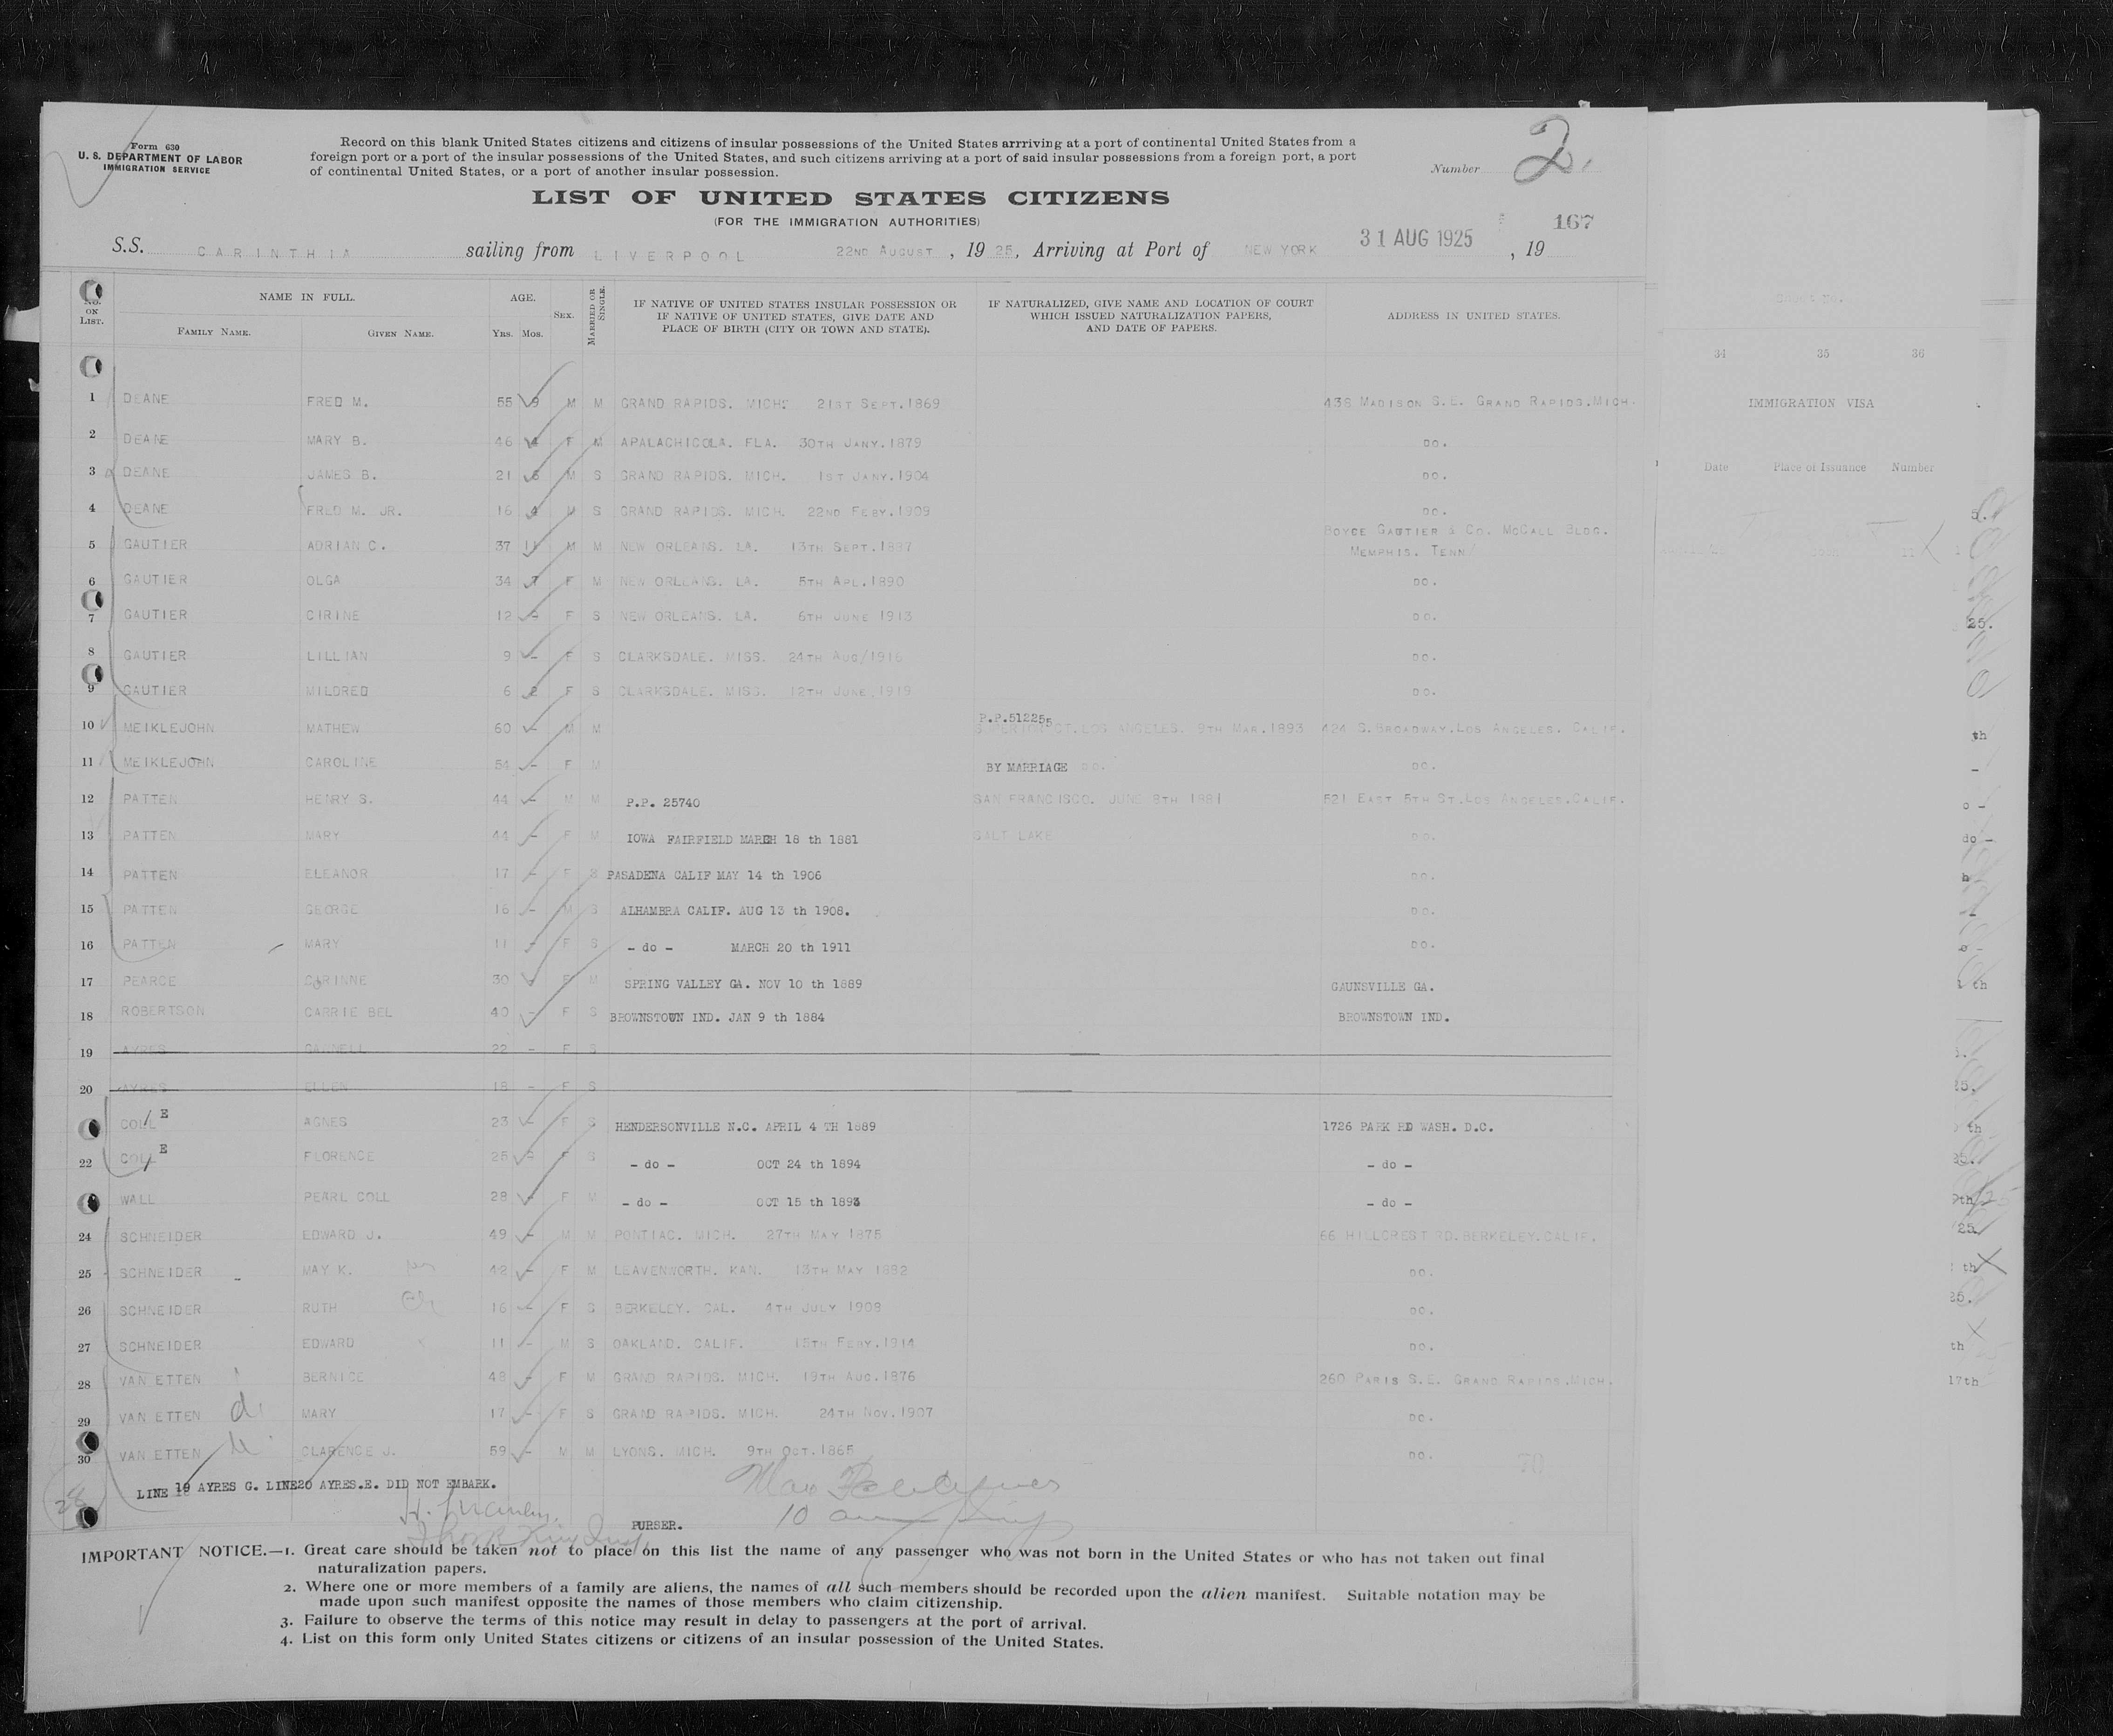 Form 630
U. S. DEPARTMENT OF LABOR
IMMIGRATION SERVICE
Record on this blank United States citizens and citizens of insular possessions of the United States arrriving at a port of continental United States from a
foreign port or a port of the insular possessions of the United States, and such citizens arriving at a port of said insular possessions from a foreign port, a port
of continental United States, or a port of another insular possession.
Number 2.
LIST OF UNITED STATES CITIZENS
(FOR THE IMMIGRATION AUTHORITIES)
167
S.S. CARINTHIA sailing from LIVERPOOL 22ND AUGUST, 19 25, Arriving at Port of NEW YORK 31 AUG 1925, 19
No. ON LIST. NAME IN FULL. FAMILY NAME. GIVEN NAME. AGE. Yrs. Mos. SEX. MARRIED OR SINGLE. IF NATIVE OF UNITED STATES INSULAR POSSESSION OR IF NATIVE OF UNITED STATES, GIVE DATE AND PLACE OF BIRTH (CITY OR TOWN AND STATE). IF NATURALIZED, GIVE NAME AND LOCATION OF COURT WHICH ISSUED NATURALIZATION PAPERS, AND DATE OF PAPERS. ADDRESS IN UNITED STATES.
34 35 36
IMMIGRATION VISA
Date Place of Issuance Number
1 DEANE FRED M. 55 9 M M GRAND RAPIDS. MICH. 21ST SEPT.1869 438 MADISON S.E. GRAND RAPIDS.MICH.
2 DEANE MARY B. 46 F M APALACHICOLA. FLA. 30TH JANY.1879 DO.
3 DEANE JAMES B. 21 6 M S GRAND RAPIDS. MICH. 1ST JANY.1904 DO.
4 DEANE FRED M. JR. 16 4 M S GRAND RAPIDS. MICH. 22ND FEBY.1909 DO.
5 GAUTIER ADRIAN C. 37 11 M M NEW ORLEANS. LA. 13TH SEPT.1887 BOYCE GAUTIER & CO. MCCALL BLDG.
MEMPHIS. TENN
6 GAUTIER OLGA 34 7 F M NEW ORLEANS. LA. 5TH APL.1890 DO.
7 GAUTIER CIRINE 12 - F S NEW ORLEANS. LA. 6TH JUNE 1913 DO.
8 GAUTIER LILLIAN 9 - F S CLARKSDALE. MISS. 24TH AUG/1916 DO.
9 GAUTIER MILDRED 6 2 F S CLARKSDALE. MISS. 12TH JUNE.1919 DO.
P.P.512255
10 MEIKLEJOHN MATHEW 60 - M M SUPERIOR CT.LOS ANGELES. 9TH MAR.1893 424 S.BROADWAY.LOS ANGELES. CALIF.
11 MEIKLEJOHN CAROLINE 54 - F M BY MARRIAGE DO. DO.
12 PATTEN HENRY S. 44 - M M P.P. 25740 SAN FRANCISCO. JUNE 8TH 1881 521 EAST 5TH ST.LOS ANGELES.CALIF.
13 PATTEN MARY 44 - F M IOWA FAIRFIELD MARCH 18 th 1881 SALT LAKE DO.
14 PATTEN ELEANOR 17 - F S PASADENA CALIF MAY 14 th 1906 DO.
15 PATTEN GEORGE 16 - M S ALHAMBRA CALIF. AUG 13 th 1908. DO.
16 PATTEN MARY 11 - F S - do - MARCH 20 th 1911 DO.
17 PEARCE CORINNE 30 F M SPRING VALLEY GA. NOV 10 th 1889 GAUNSVILLE GA.
18 ROBERTSON CARRIE BEL 40 - F S BROWNSTOWN IND. JAN 9 th 1884 BROWNSTOWN IND.
19 AYRES GAWNELL 22 - F S
20 AYRES ELLEN 18 - F S
COLE AGNES 23 - F S HENDERSONVILLE N.C. APRIL 4 TH 1889 1726 PARK RD WASH. D.C.
22 COLE FLORENCE 25 - F S - do - OCT 24 th 1894 - do -
WALL PEARL COLL 28 - F M - do - OCT 15 th 1893 - do -
24 SCHNEIDER EDWARD J. 49 - M M PONTIAC. MICH. 27TH MAY 1875 66 HILLCREST RD.BERKELEY.CALIF.
25 SCHNEIDER MAY K. 42 - F M LEAVENWORTH. KAN. 13TH MAY 1882 DO.
26 SCHNEIDER RUTH 16 - F S BERKELEY. CAL. 4TH JULY 1908 DO.
27 SCHNEIDER EDWARD 11 - M S OAKLAND. CALIF. 15TH FEBY.1914 DO.
28 VAN ETTEN BERNICE 48 - F M GRAND RAPIDS. MICH. 19TH AUG.1876 260 PARIS S.E. GRAND RAPIDS.MICH.
29 VAN ETTEN MARY 17 - F S GRAND RAPIDS. MICH. 24TH NOV.1907 DO.
30 VAN ETTEN CLARENCE J. 59 - M M LYONS. MICH. 9TH OCT.1865 DO.
LINE 19 AYRES G. LINE20 AYRES.E. DID NOT EMBARK.
28
PURSER.
IMPORTANT NOTICE.—1. Great care should be taken not to place on this list the name of any passenger who was not born in the United States or who has not taken out final
naturalization papers.
2. Where one or more members of a family are aliens, the names of all such members should be recorded upon the alien manifest. Suitable notation may be
made upon such manifest opposite the names of those members who claim citizenship.
3. Failure to observe the terms of this notice may result in delay to passengers at the port of arrival.
4. List on this form only United States citizens or citizens of an insular possession of the United States.